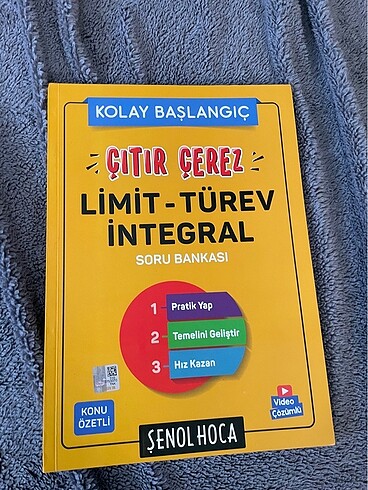 KOLAY BAŞLANGIÇ
ÇITIR ÇEREZ
LİMİT - TÜREV
İNTEGRAL
SORU BANKASI
1 Pratik Yap
2 Temelini Geliştir
3 Hız Kazan
KONU
ÖZETLİ
Video
Çözümlü
ŞENOL HOCA